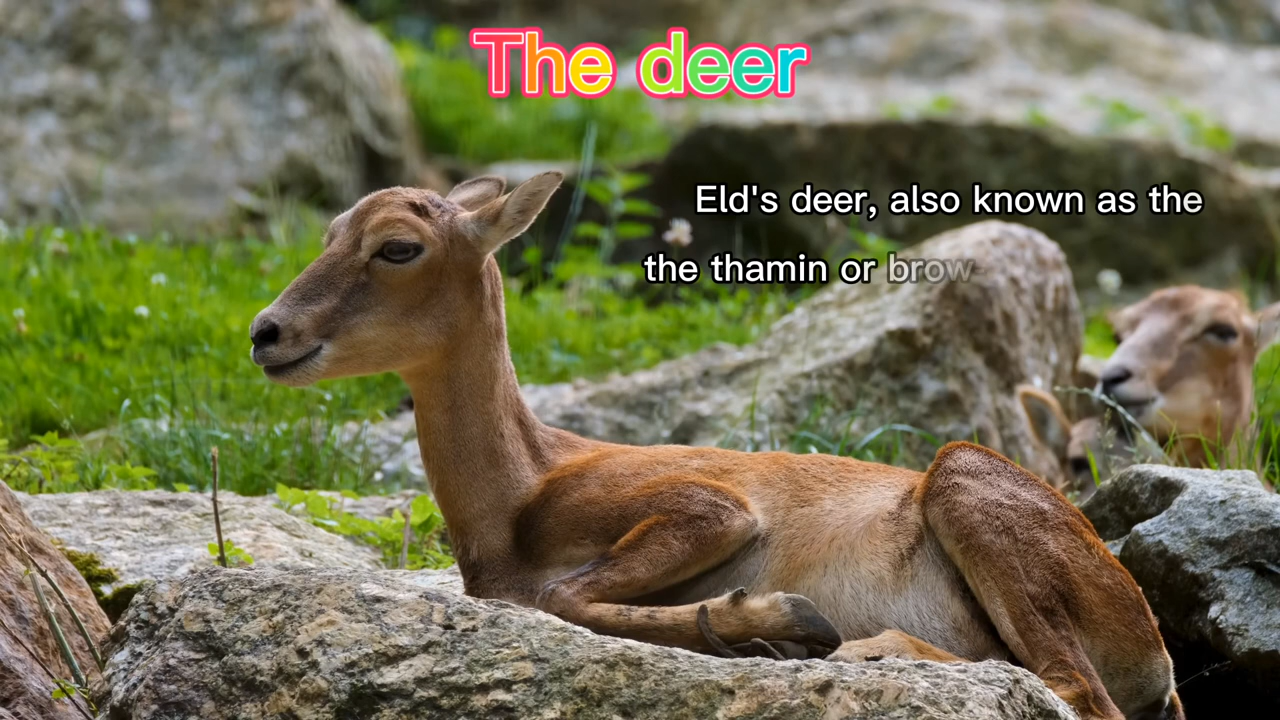 The deer
Eld's deer, also known as the
the thamin or brow-